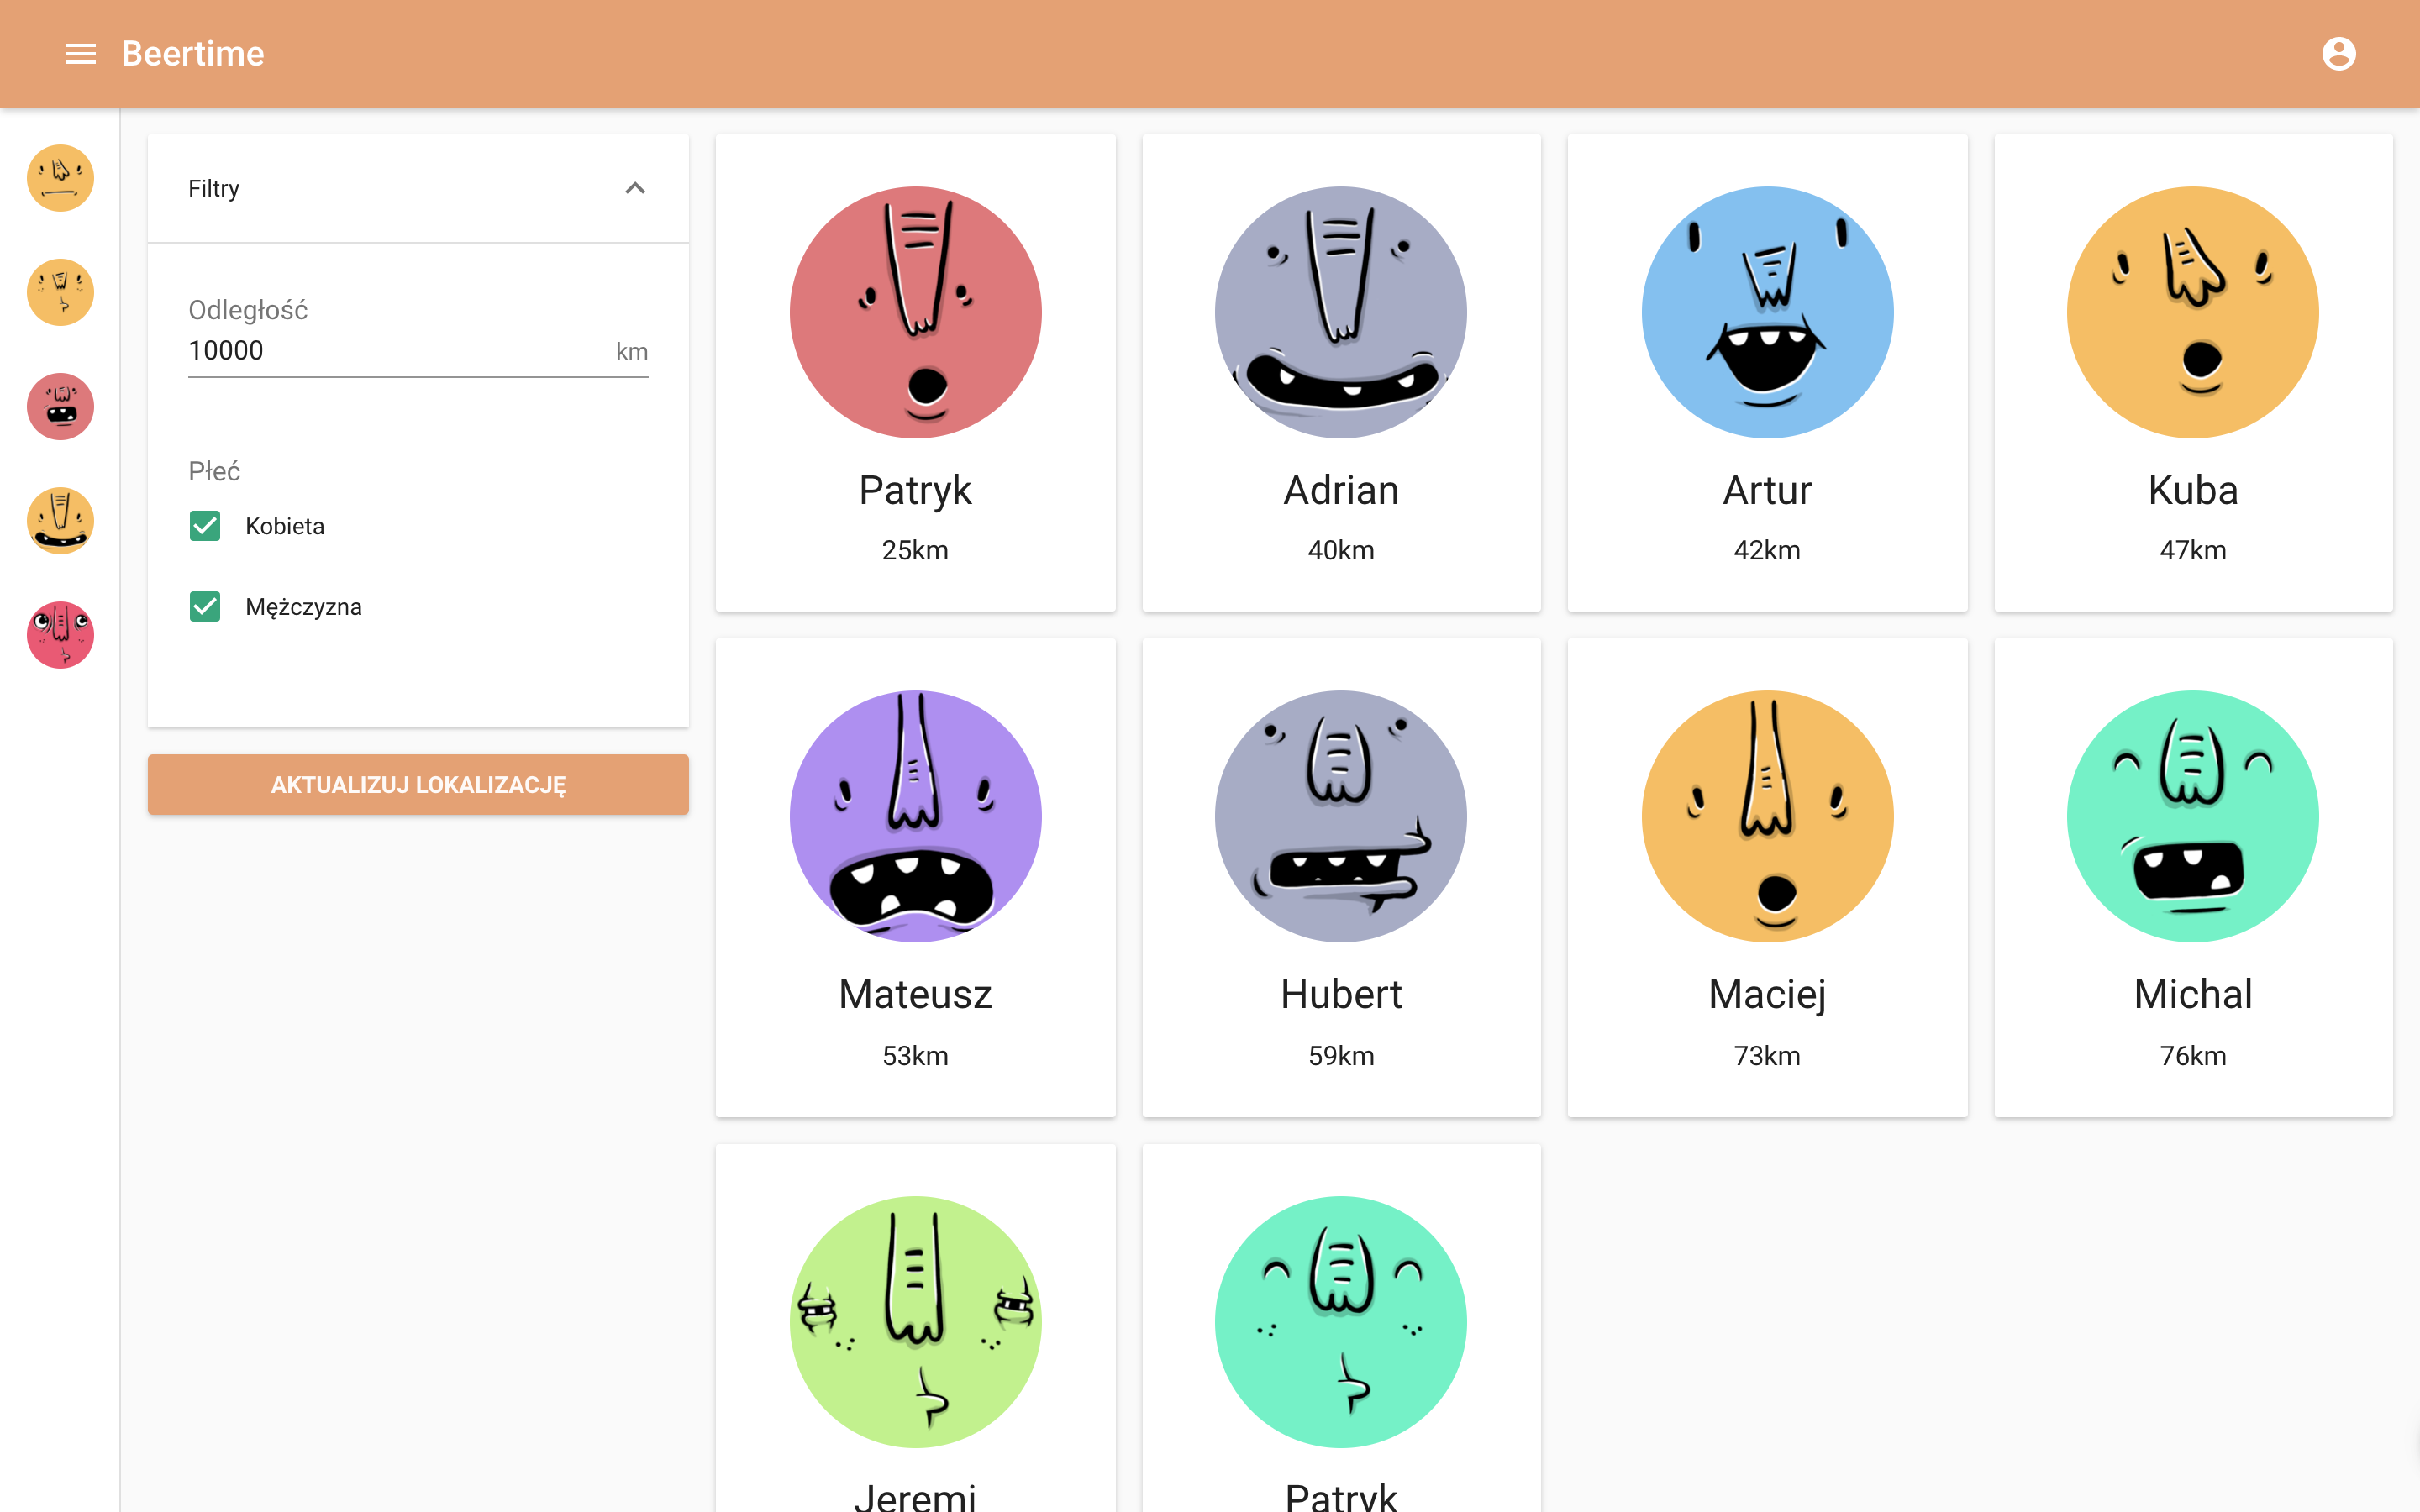 Beertime
Filtry
Odległość
10000 km
Płeć
Kobieta
Mężczyzna
AKTUALIZUJ LOKALIZACJĘ
Patryk
25km
Adrian
40km
Artur
42km
Kuba
47km
Mateusz
53km
Hubert
59km
Maciej
73km
Michal
76km
Jeremi
Patryk